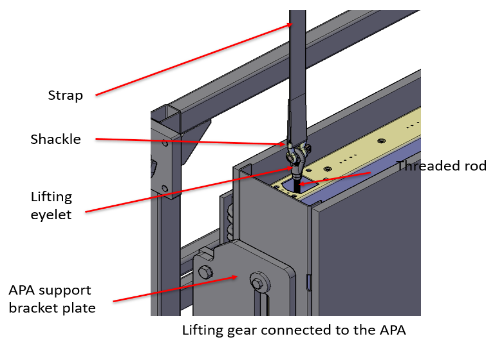 Strap
Shackle
Threaded rod
Lifting
eyelet
APA support
bracket plate
Lifting gear connected to the APA